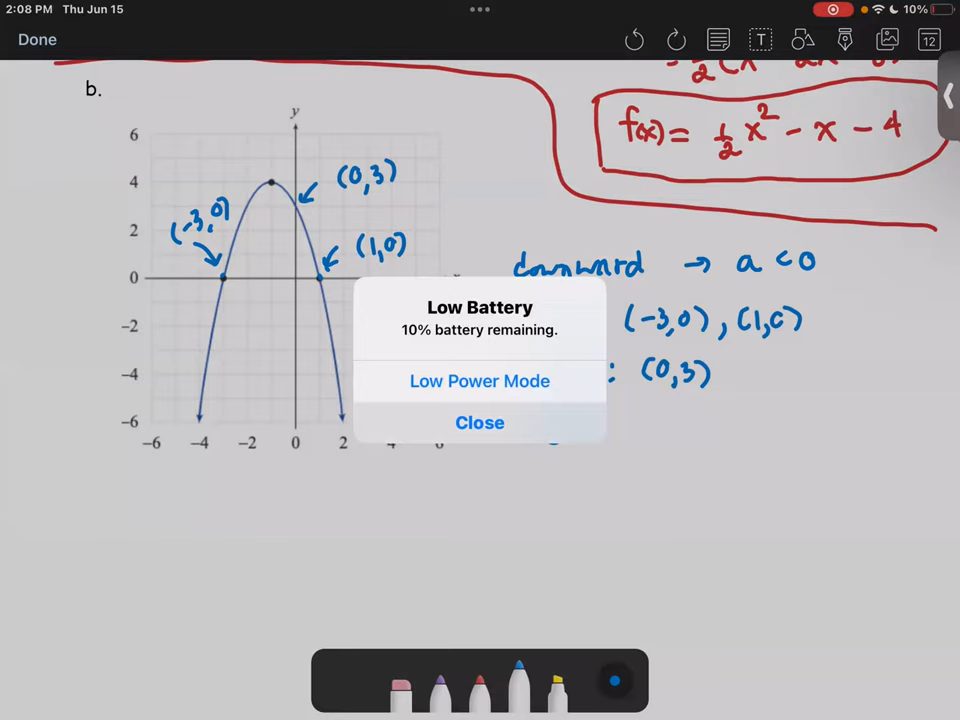 2:08 PM Thu Jun 15
10%
Done
T
12
b.
f(x) = 1/2 x² - x - 4
y
6
4
2
0
−2
−4
−6
−6 −4 −2 0 2 6
(0,3)
(-3,0)
(1,0)
downward → a < 0
(-3,0), (1,0)
: (0,3)
Low Battery
10% battery remaining.
Low Power Mode
Close